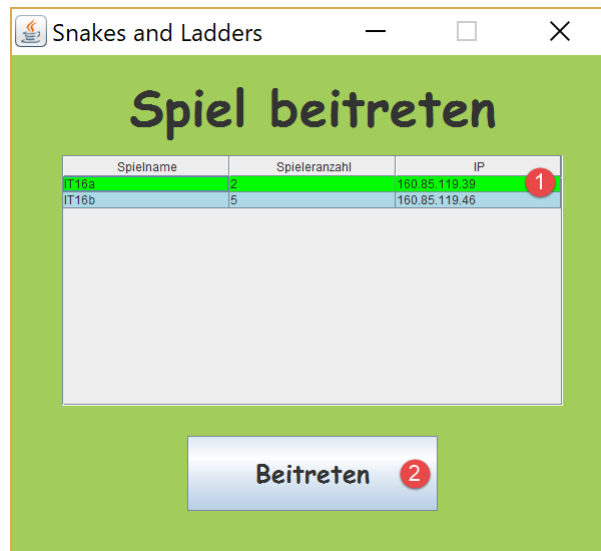 Snakes and Ladders
Spiel beitreten
Spielname Spieleranzahl IP
IT16a 2 160.85.119.39 1
IT16b 5 160.85.119.46
Beitreten 2